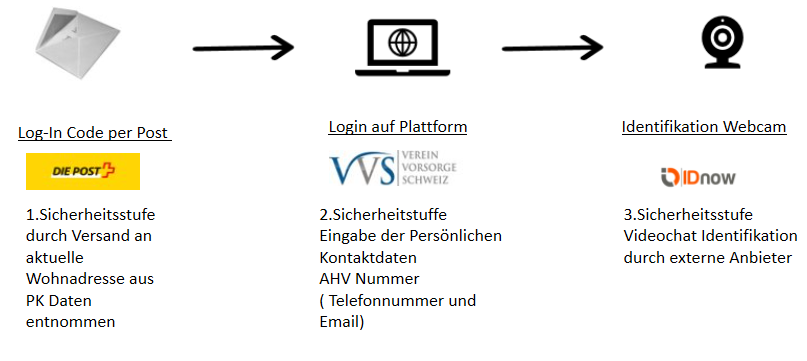 Log-In Code per Post
DIE POST
1.Sicherheitsstufe
durch Versand an
aktuelle
Wohnadresse aus
PK Daten
entnommen
Login auf Plattform
VVS VEREIN
VORSORGE
SCHWEIZ
2.Sicherheitstuffe
Eingabe der Persönlichen
Kontaktdaten
AHV Nummer
( Telefonnummer und
Email)
Identifikation Webcam
IDnow
3.Sicherheitsstufe
Videochat Identifikation
durch externe Anbieter